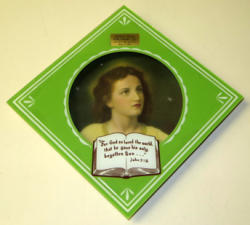 "For God so loved the world,
that he gave his only
begotten Son . . ."
John 3:16